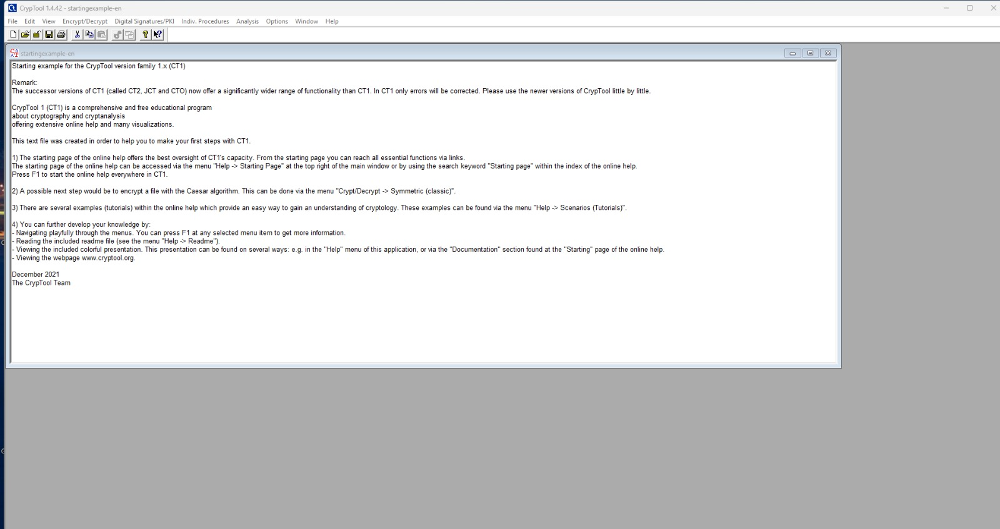 CrypTool 1.4.42 - startingexample-en
File Edit View Encrypt/Decrypt Digital Signatures/PKI Indiv. Procedures Analysis Options Window Help
startingexample-en
Starting example for the CrypTool version family 1.x (CT1)
Remark:
The successor versions of CT1 (called CT2, JCT and CTO) now offer a significantly wider range of functionality than CT1. In CT1 only errors will be corrected. Please use the newer versions of CrypTool little by little.
CrypTool 1 (CT1) is a comprehensive and free educational program
about cryptography and cryptanalysis
offering extensive online help and many visualizations.
This text file was created in order to help you to make your first steps with CT1.
1) The starting page of the online help offers the best oversight of CT1's capacity. From the starting page you can reach all essential functions via links.
The starting page of the online help can be accessed via the menu "Help -> Starting Page" at the top right of the main window or by using the search keyword "Starting page" within the index of the online help.
Press F1 to start the online help everywhere in CT1.
2) A possible next step would be to encrypt a file with the Caesar algorithm. This can be done via the menu "Crypt/Decrypt -> Symmetric (classic)".
3) There are several examples (tutorials) within the online help which provide an easy way to gain an understanding of cryptology. These examples can be found via the menu "Help -> Scenarios (Tutorials)".
4) You can further develop your knowledge by:
- Navigating playfully through the menus. You can press F1 at any selected menu item to get more information.
- Reading the included readme file (see the menu "Help -> Readme").
- Viewing the included colorful presentation. This presentation can be found on several ways: e.g. in the "Help" menu of this application, or via the "Documentation" section found at the "Starting" page of the online help.
- Viewing the webpage www.cryptool.org.
December 2021
The CrypTool Team